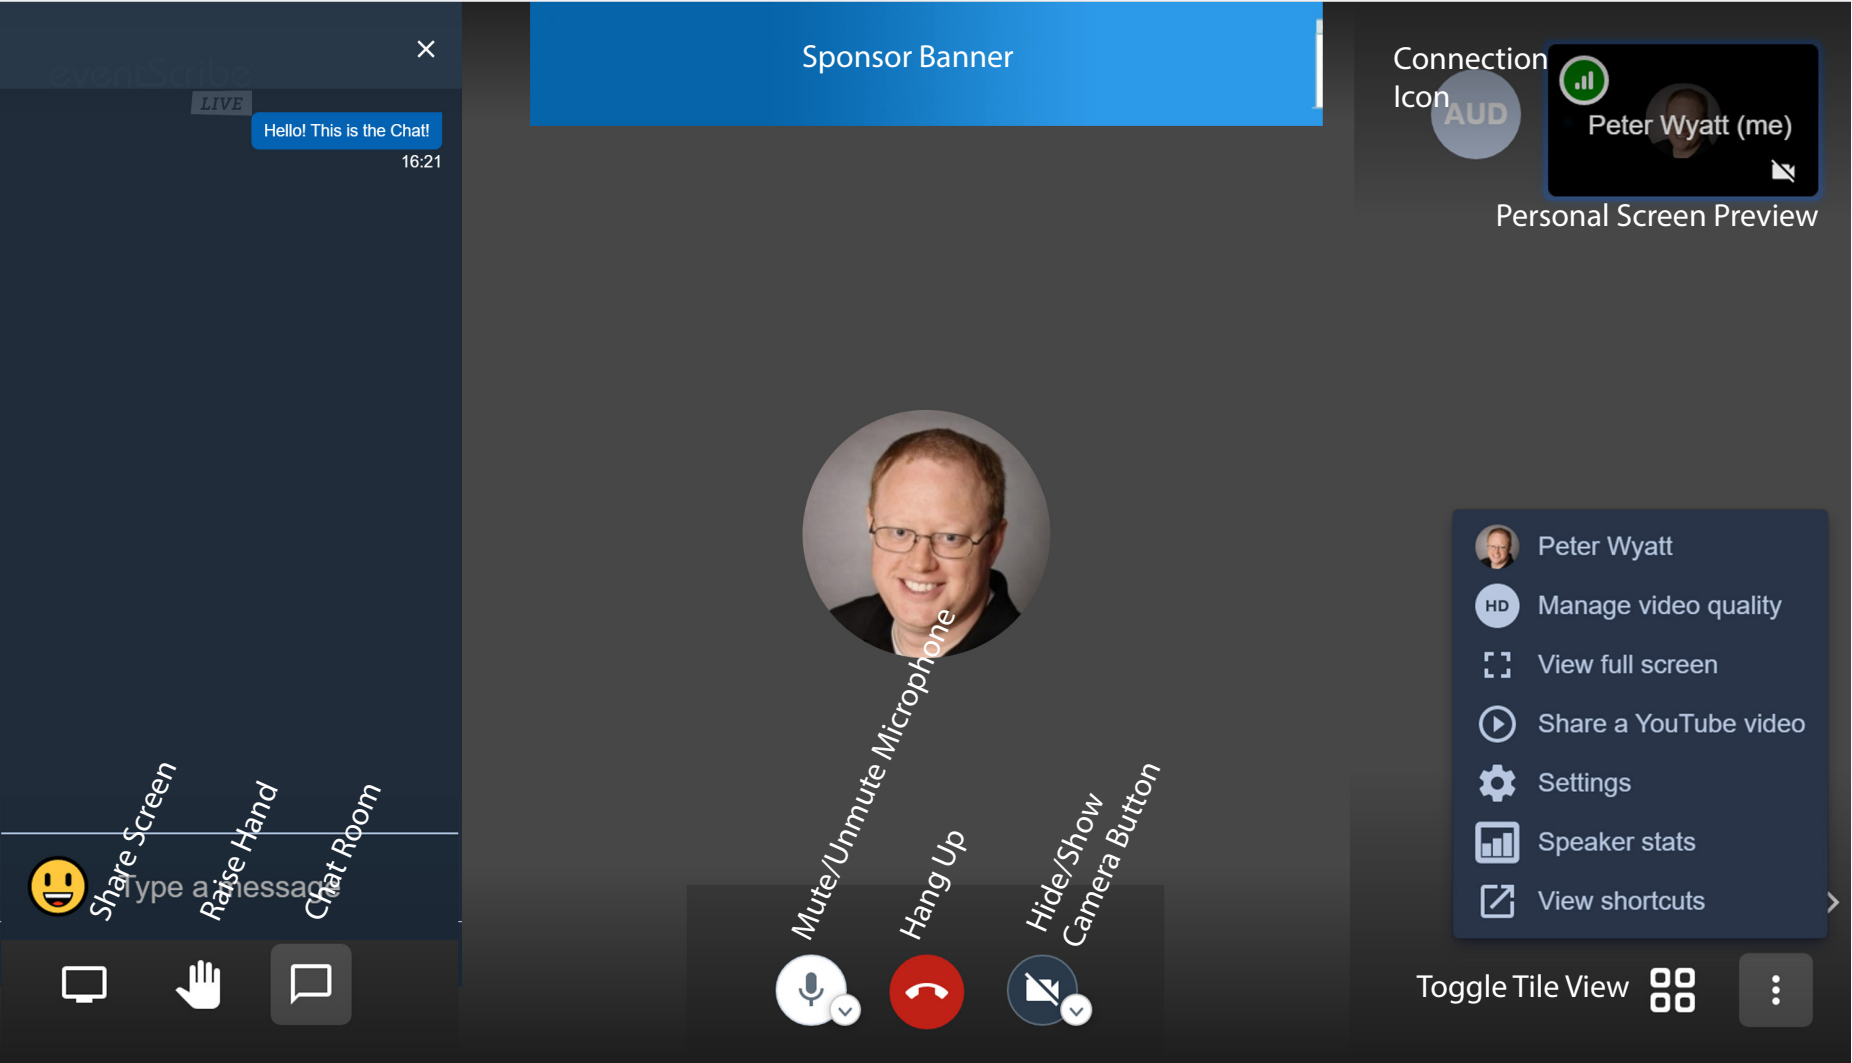 eventScribe
LIVE
Hello! This is the Chat!
16:21
Sponsor Banner
Connection
Icon
AUD
Peter Wyatt (me)
Personal Screen Preview
Peter Wyatt
HD
Manage video quality
View full screen
Share a YouTube video
Settings
Speaker stats
View shortcuts
Share Screen
Raise Hand
Chat Room
Type a message
Mute/Unmute Microphone
Hang Up
Hide/Show
Camera Button
Toggle Tile View